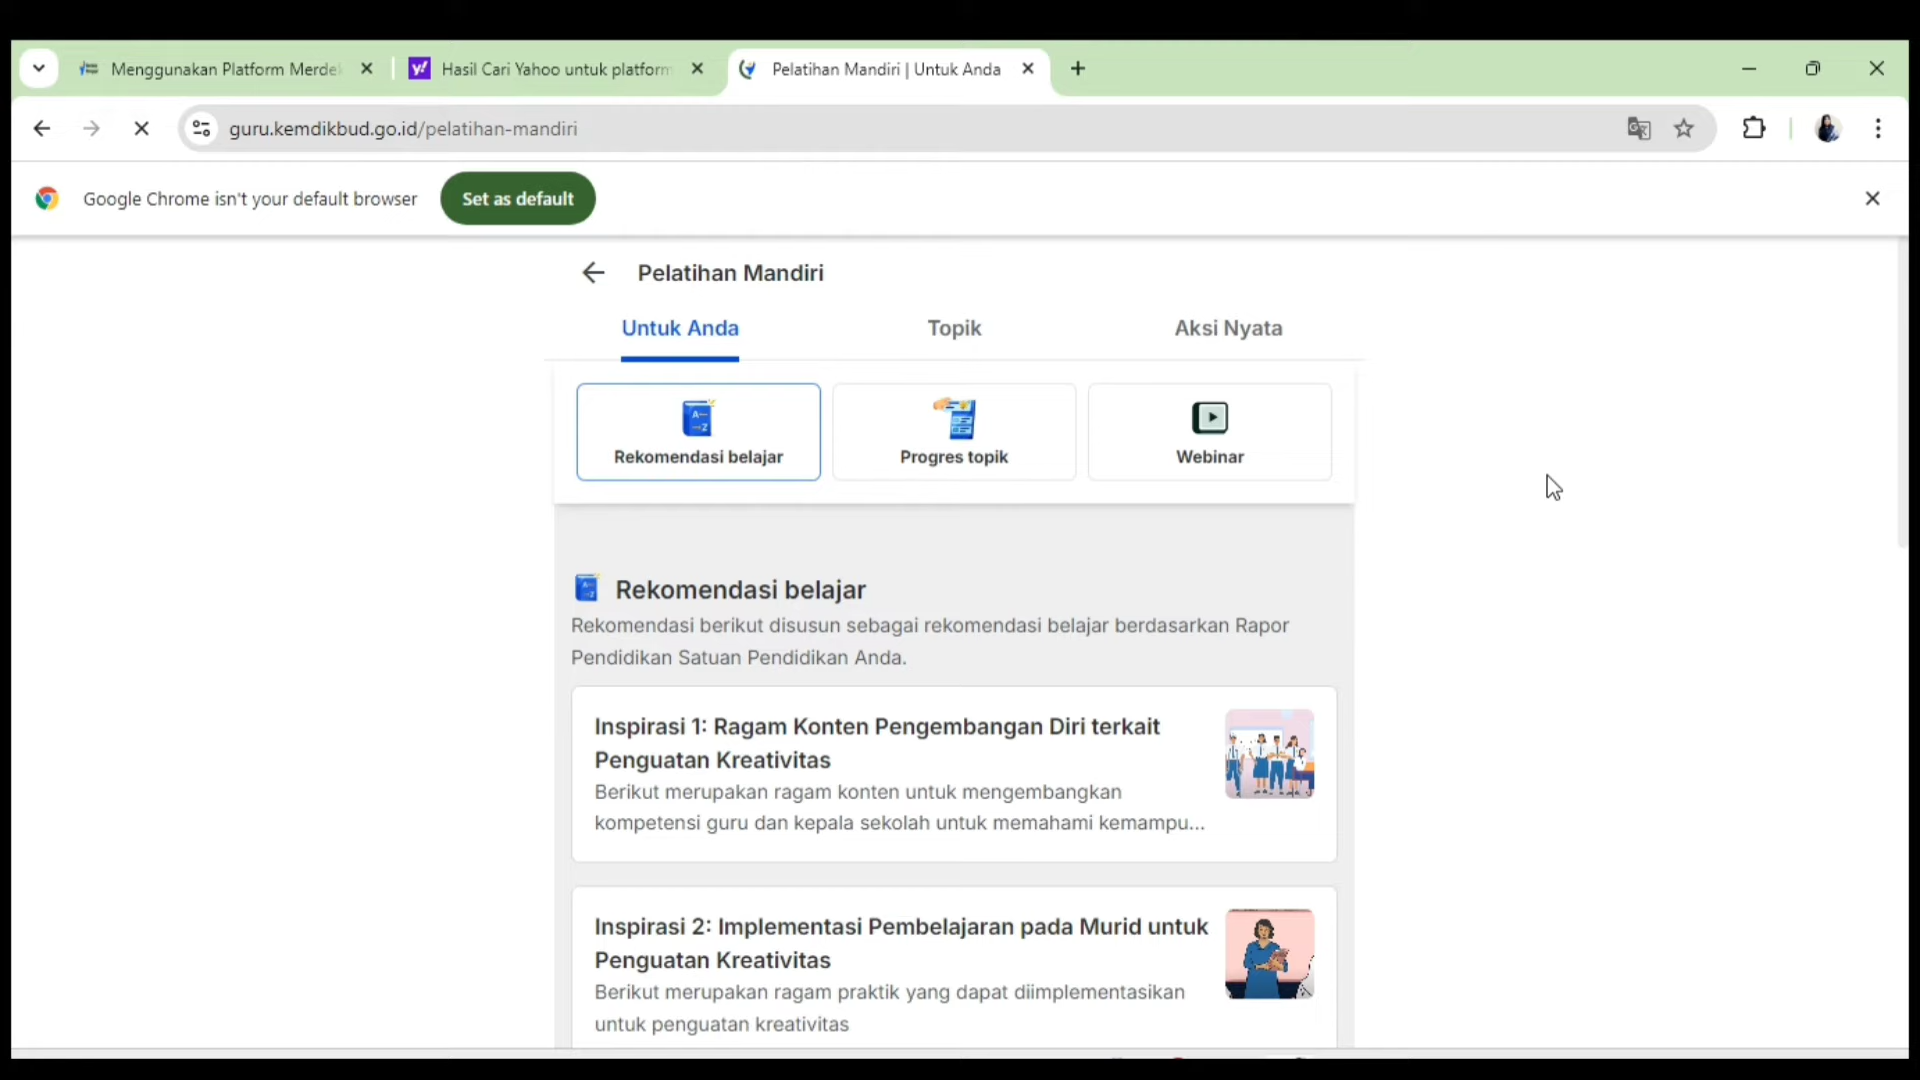 Menggunakan Platform Merdek
Hasil Cari Yahoo untuk platform
Pelatihan Mandiri | Untuk Anda
guru.kemdikbud.go.id/pelatihan-mandiri
Google Chrome isn't your default browser
Set as default
Pelatihan Mandiri
Untuk Anda
Topik
Aksi Nyata
Rekomendasi belajar
Progres topik
Webinar
Rekomendasi belajar
Rekomendasi berikut disusun sebagai rekomendasi belajar berdasarkan Rapor
Pendidikan Satuan Pendidikan Anda.
Inspirasi 1: Ragam Konten Pengembangan Diri terkait
Penguatan Kreativitas
Berikut merupakan ragam konten untuk mengembangkan
kompetensi guru dan kepala sekolah untuk memahami kemampu...
Inspirasi 2: Implementasi Pembelajaran pada Murid untuk
Penguatan Kreativitas
Berikut merupakan ragam praktik yang dapat diimplementasikan
untuk penguatan kreativitas